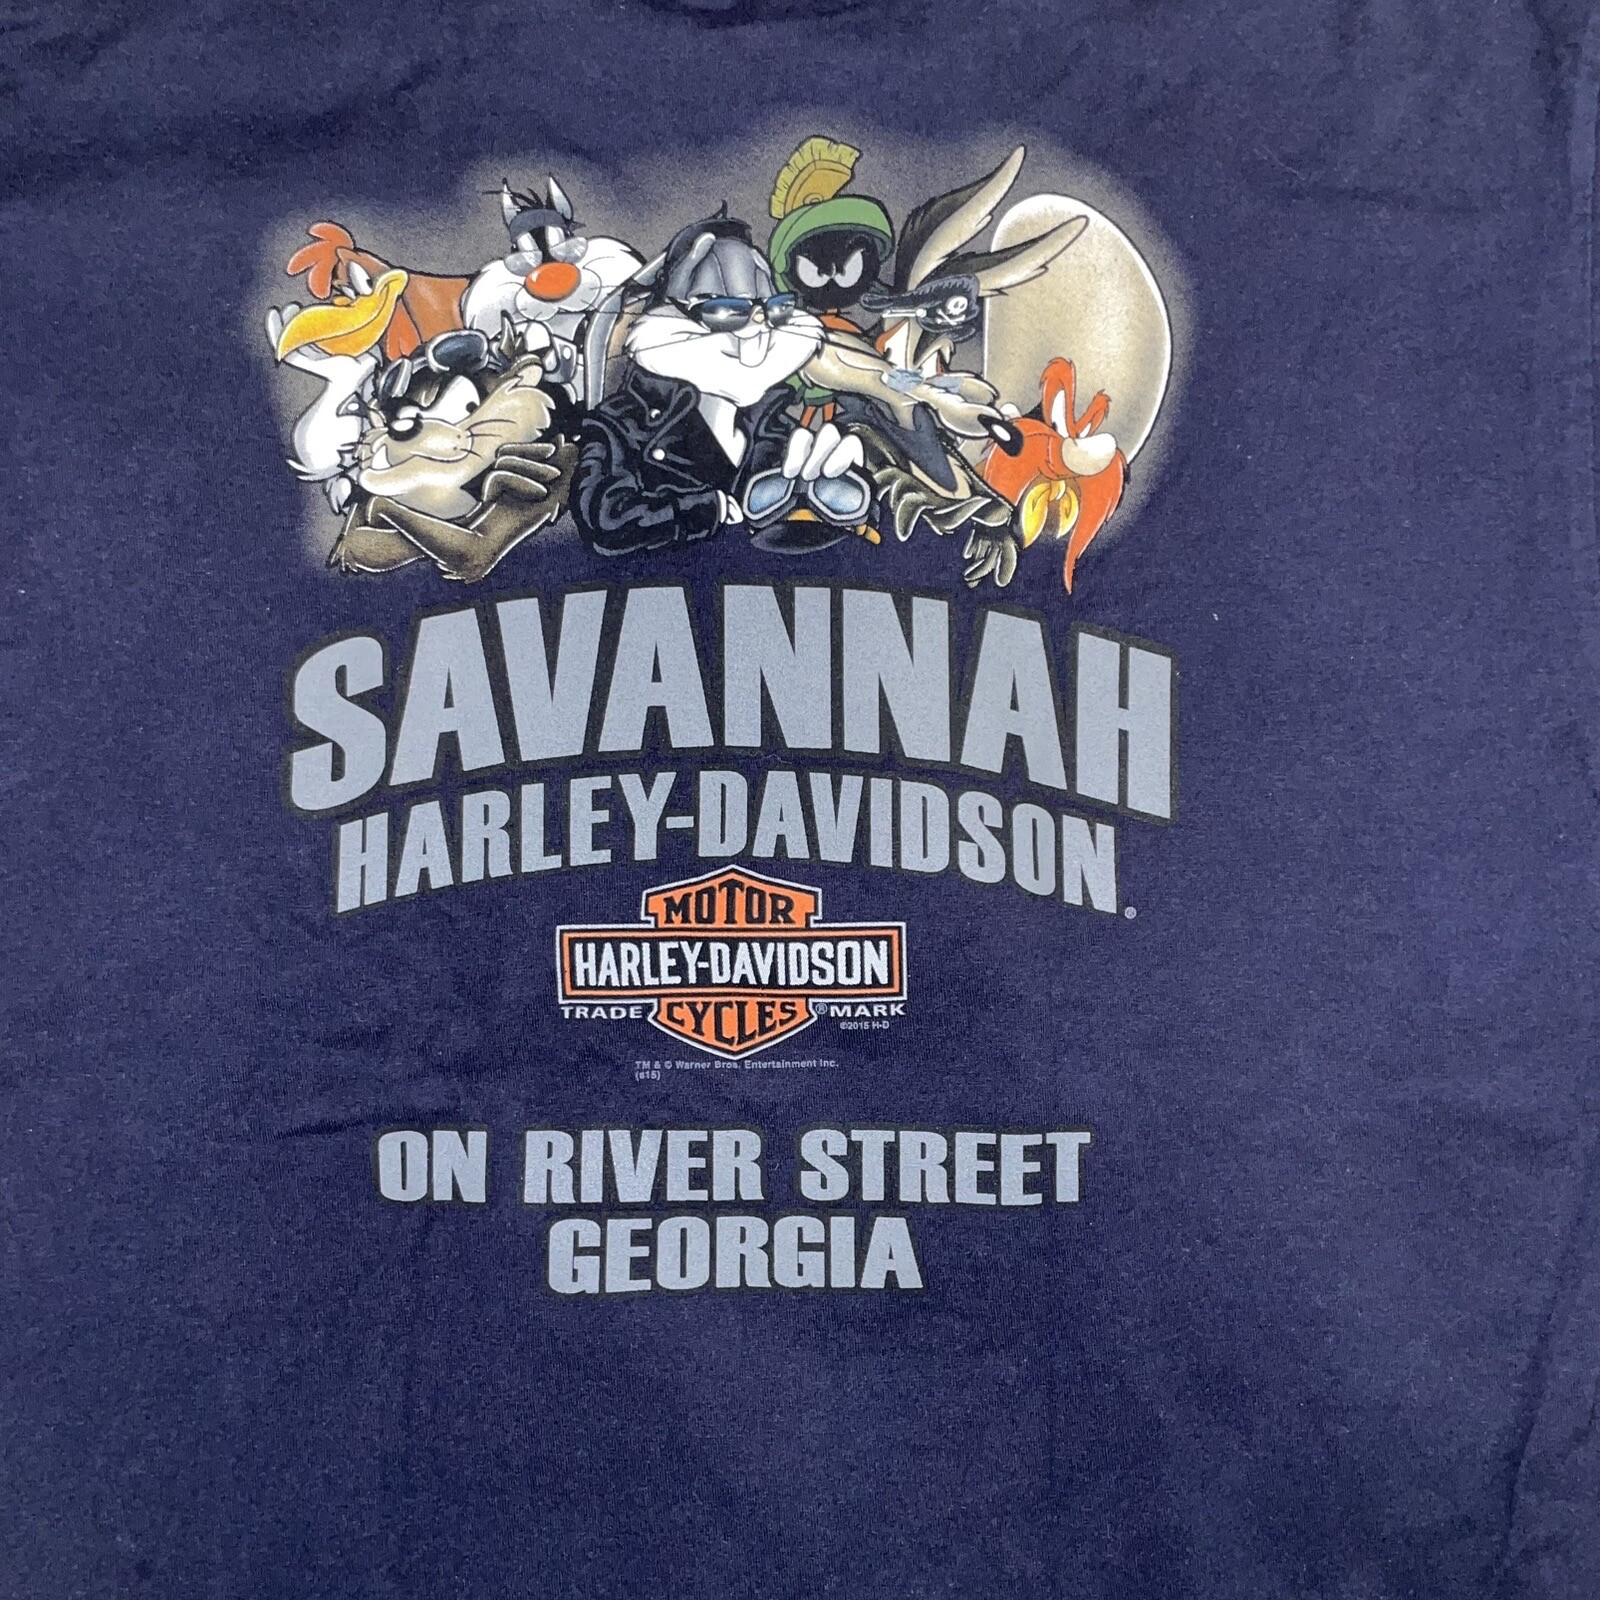 SAVANNAH
HARLEY-DAVIDSON®
MOTOR
HARLEY-DAVIDSON
TRADE CYCLES ® MARK
©2015 H-D
TM & © Warner Bros. Entertainment Inc.
(s15)
ON RIVER STREET
GEORGIA